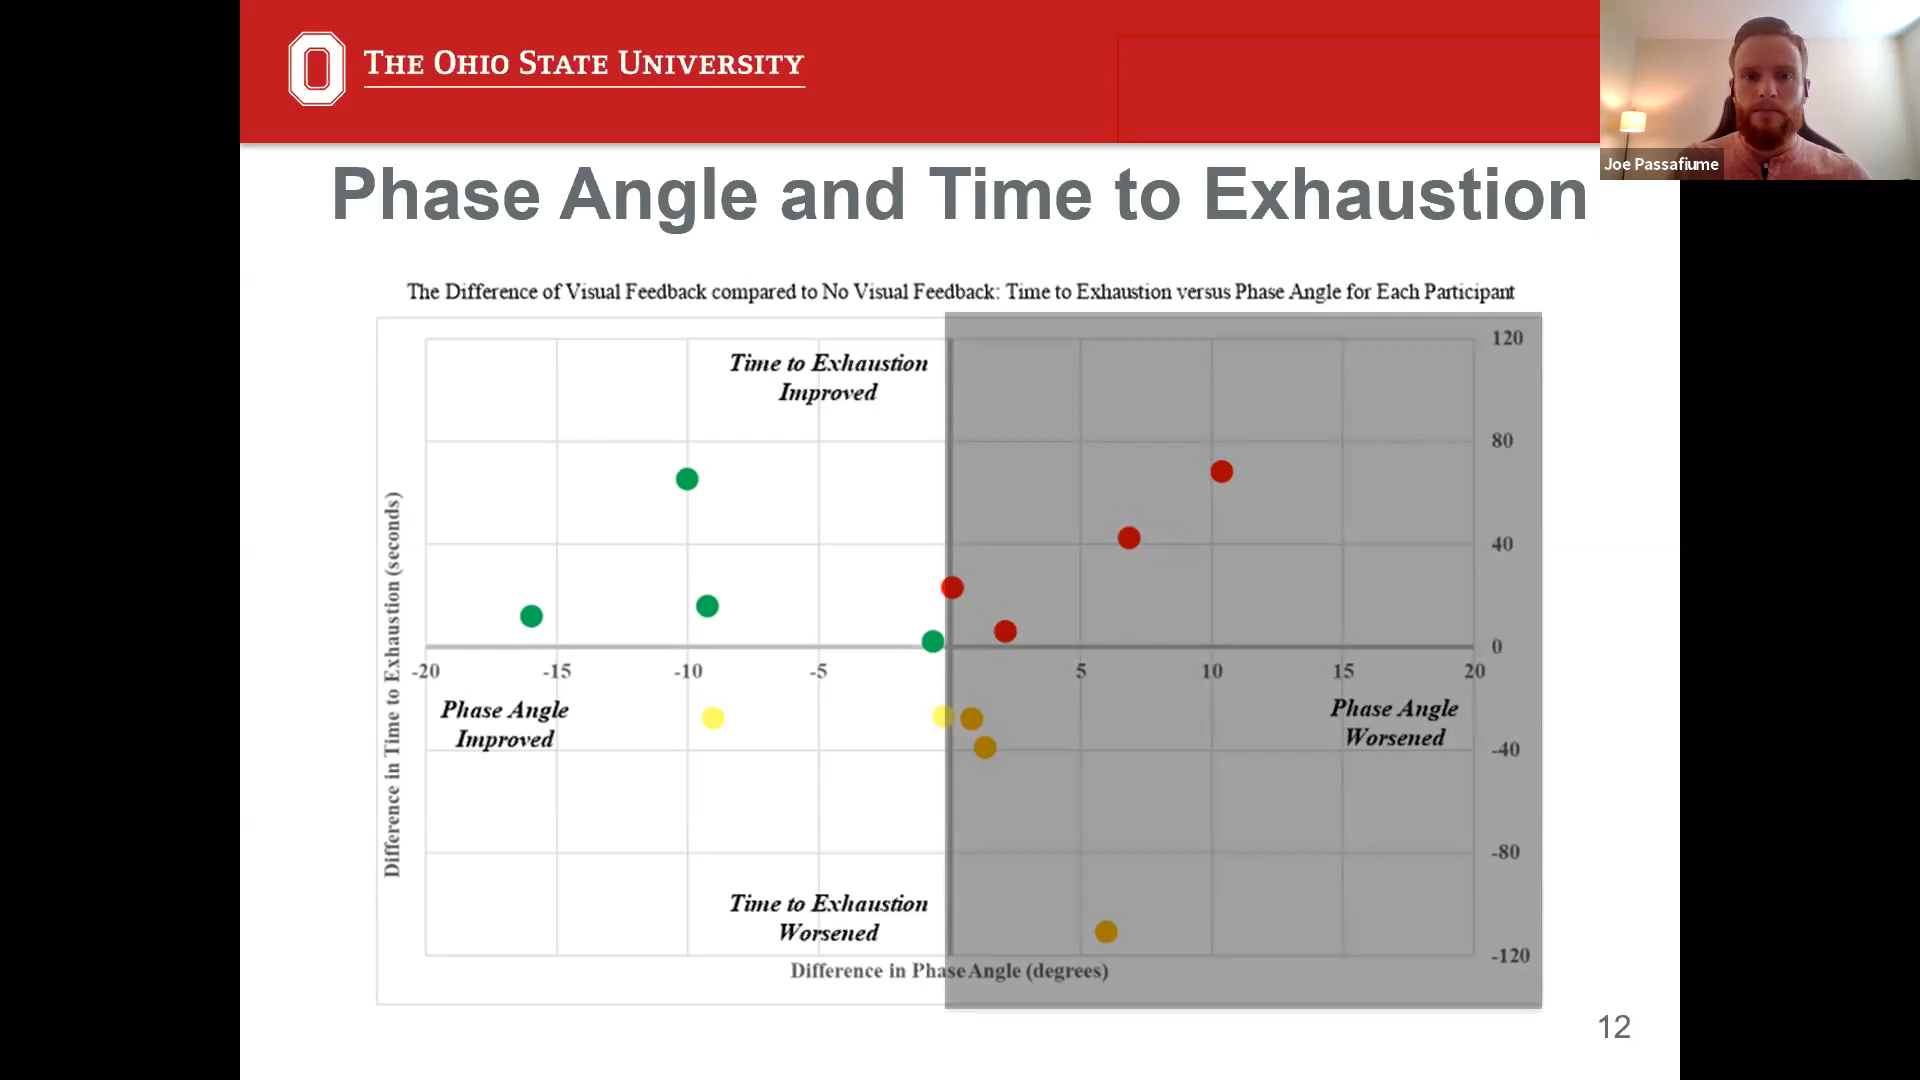 THE OHIO STATE UNIVERSITY
Joe Passafiume
Phase Angle and Time to Exhaustion
The Difference of Visual Feedback compared to No Visual Feedback: Time to Exhaustion versus Phase Angle for Each Participant
Time to Exhaustion
Improved
120
80
40
0
-20 -15 -10 -5 5 10 15 20
Difference in Time to Exhaustion (seconds)
Phase Angle
Improved
Phase Angle
Worsened
-40
-80
Time to Exhaustion
Worsened
-120
Difference in Phase Angle (degrees)
12